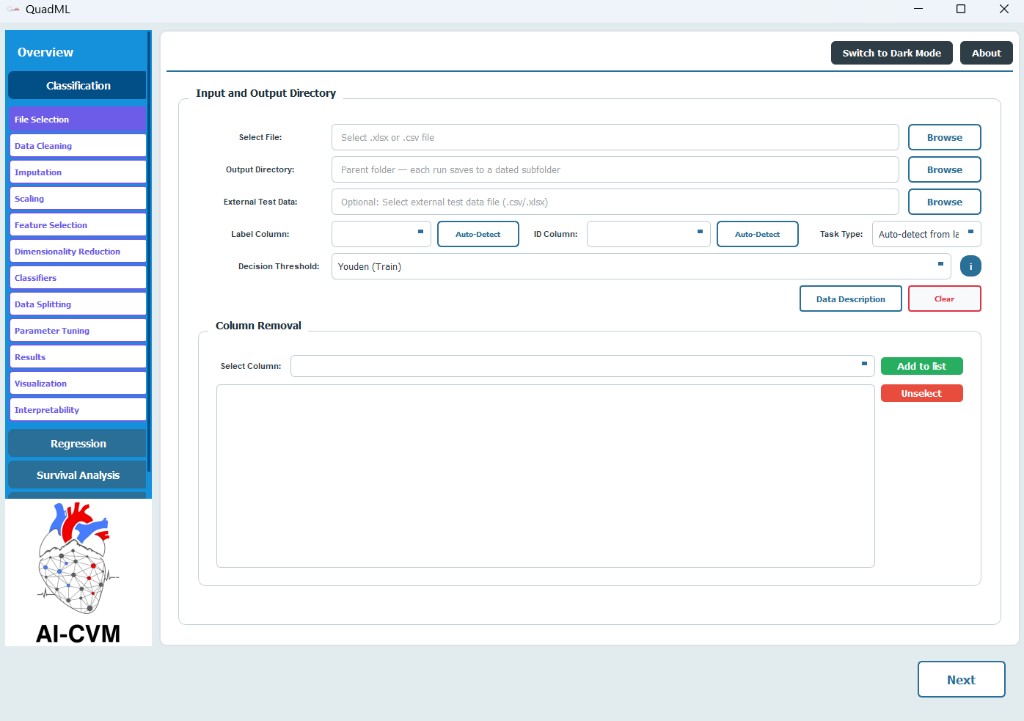 QuadML
Overview
Classification
File Selection
Data Cleaning
Imputation
Scaling
Feature Selection
Dimensionality Reduction
Classifiers
Data Splitting
Parameter Tuning
Results
Visualization
Interpretability
Regression
Survival Analysis
AI-CVM
Switch to Dark Mode About
Input and Output Directory
Select File: Select .xlsx or .csv file Browse
Output Directory: Parent folder — each run saves to a dated subfolder Browse
External Test Data: Optional: Select external test data file (.csv/.xlsx) Browse
Label Column: Auto-Detect ID Column: Auto-Detect Task Type: Auto-detect from la
Decision Threshold: Youden (Train) i
Data Description Clear
Column Removal
Select Column: Add to list
Unselect
Next